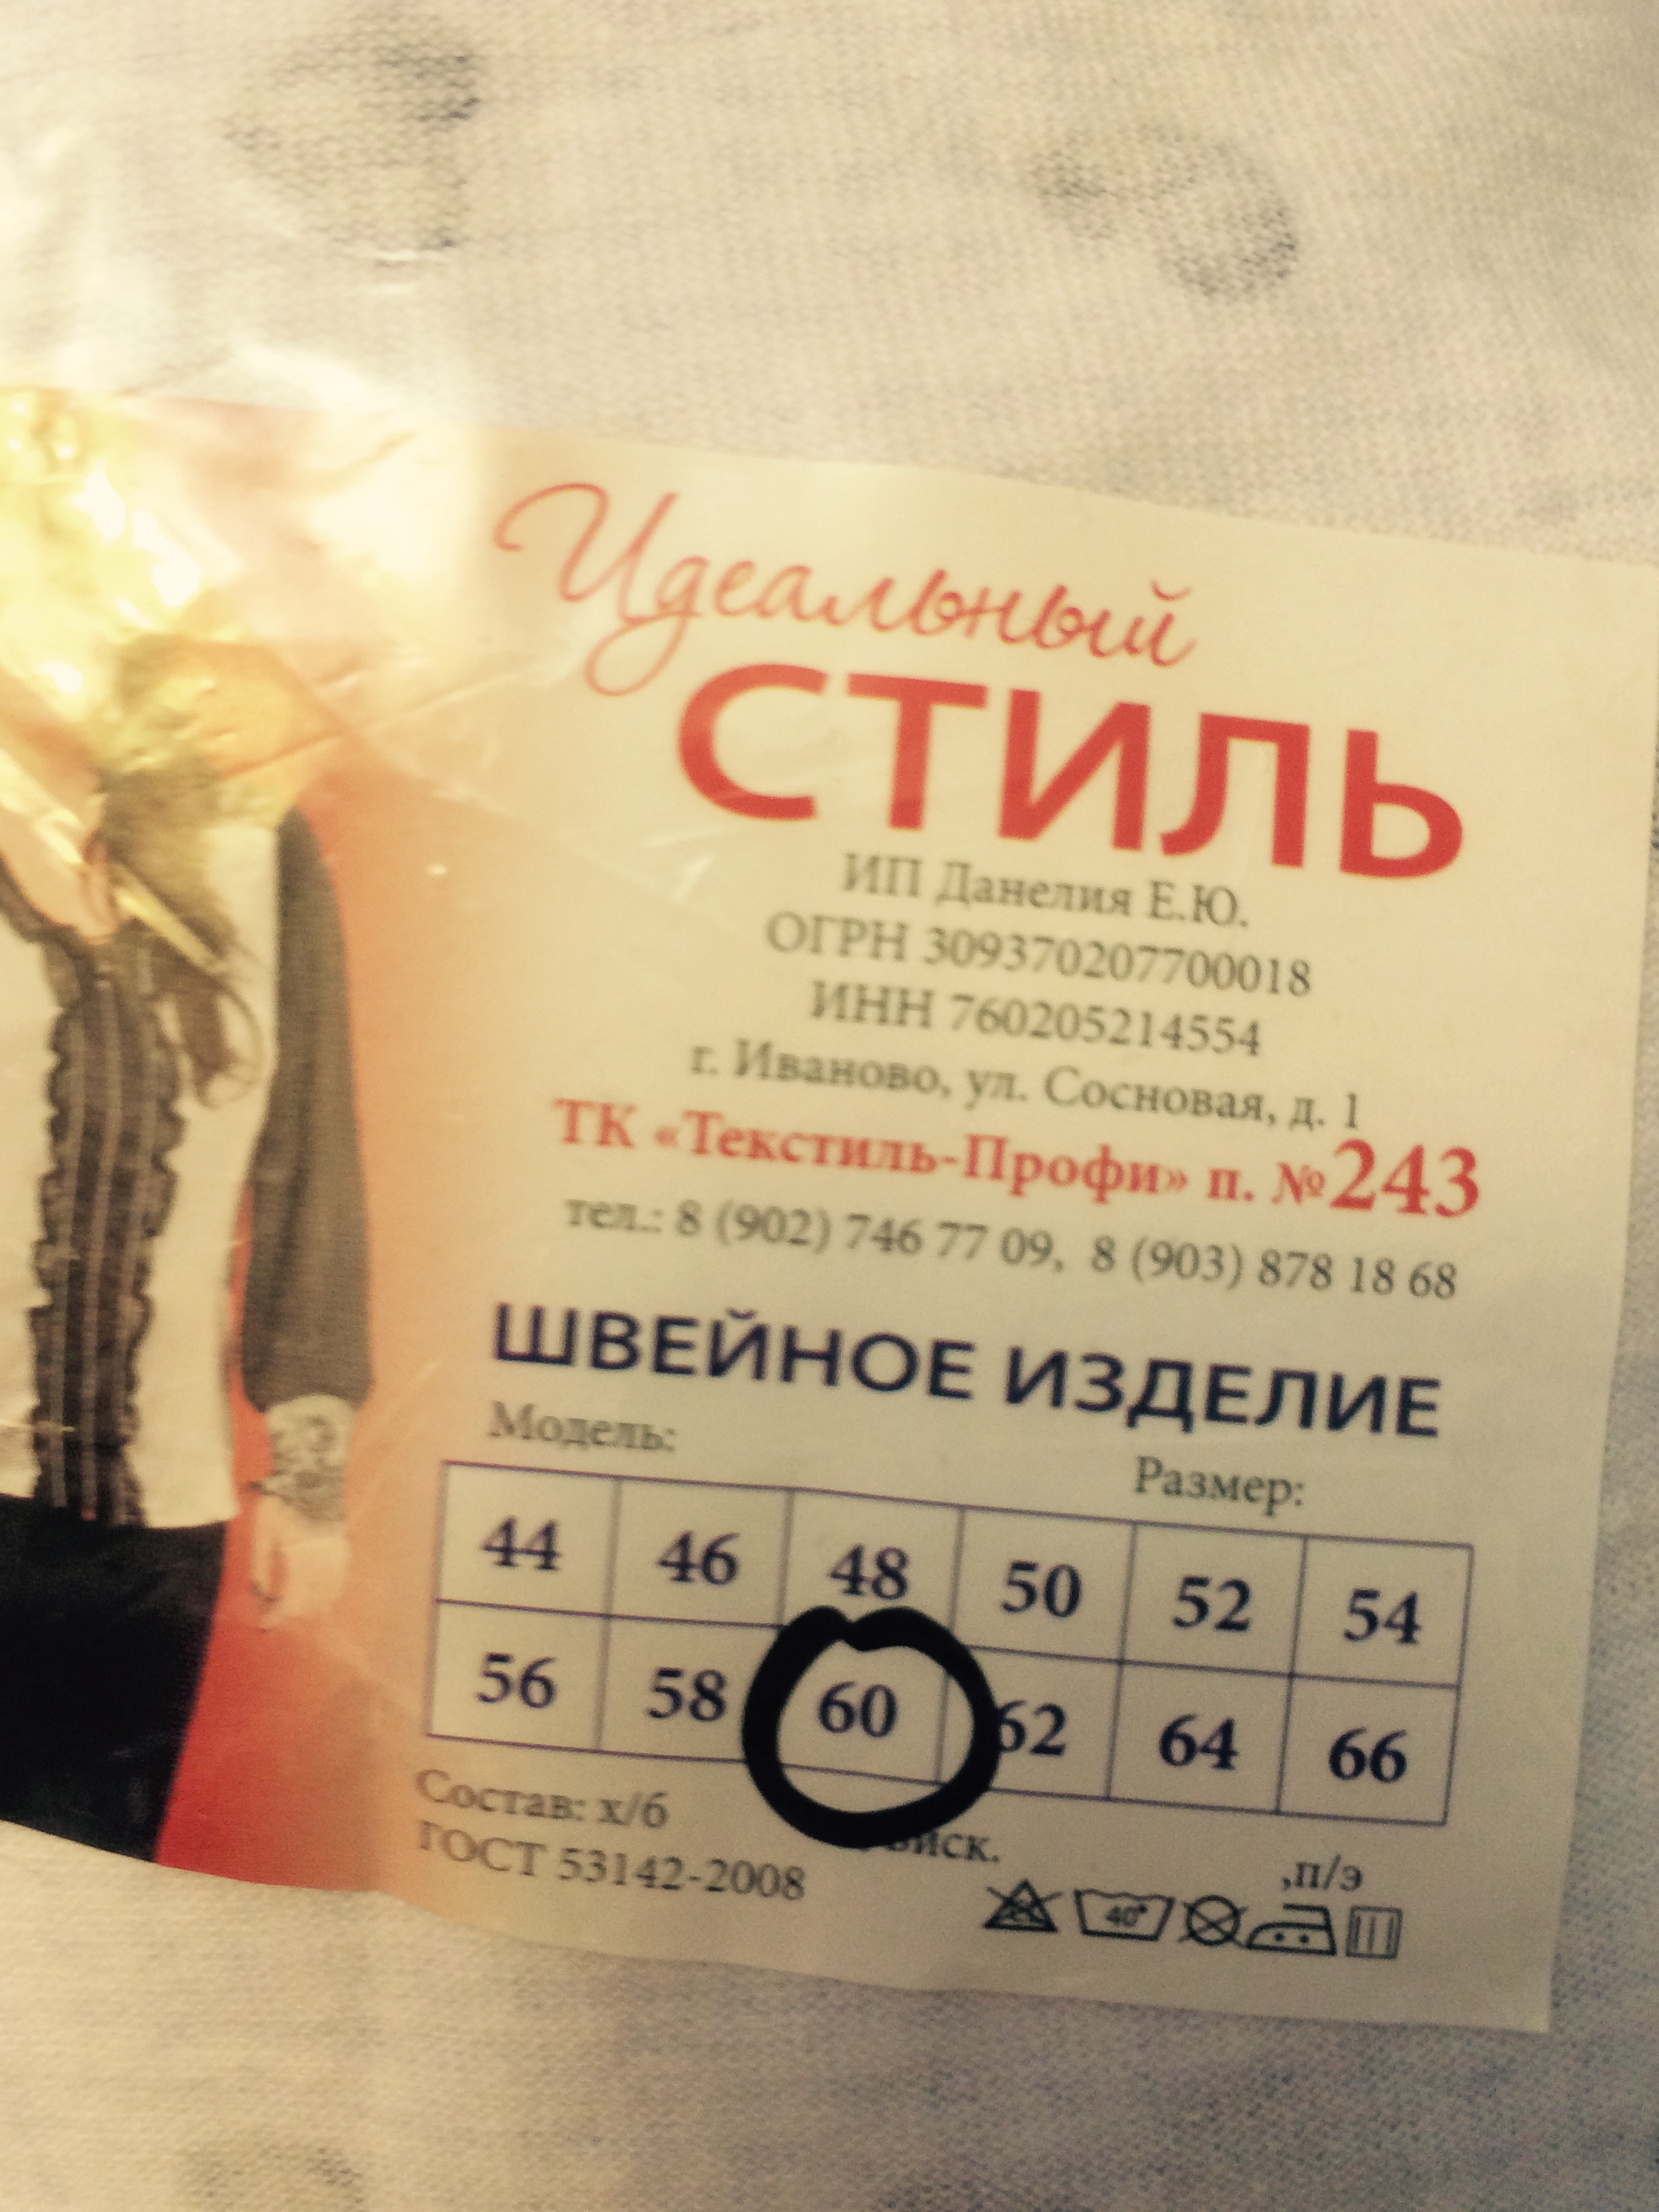 Идеальный
СТИЛЬ
ИП Данелия Е.Ю.
ОГРН 309370207700018
ИНН 760205214554
г. Иваново, ул. Сосновая, д. 1
ТК «Текстиль-Профи» п. №243
тел.: 8 (902) 746 77 09, 8 (903) 878 18 68
ШВЕЙНОЕ ИЗДЕЛИЕ
Модель: Размер:
44 46 48 50 52 54
56 58 60 62 64 66
Состав: х/б ,п/э
ГОСТ 53142-2008
40°